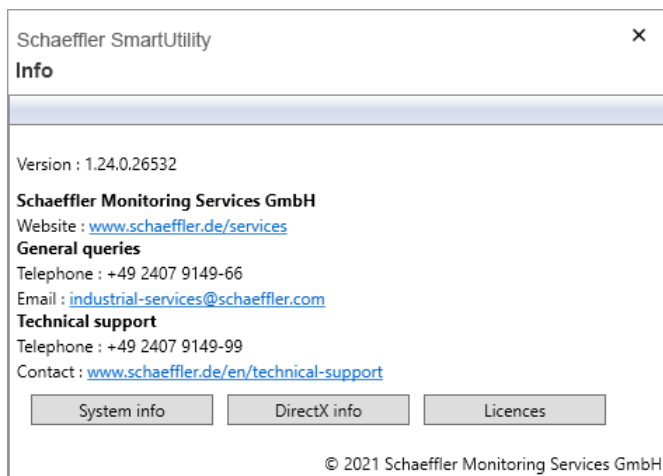 Schaeffler SmartUtility
Info
Version : 1.24.0.26532
Schaeffler Monitoring Services GmbH
Website : www.schaeffler.de/services
General queries
Telephone : +49 2407 9149-66
Email : industrial-services@schaeffler.com
Technical support
Telephone : +49 2407 9149-99
Contact : www.schaeffler.de/en/technical-support
System info DirectX info Licences
© 2021 Schaeffler Monitoring Services GmbH